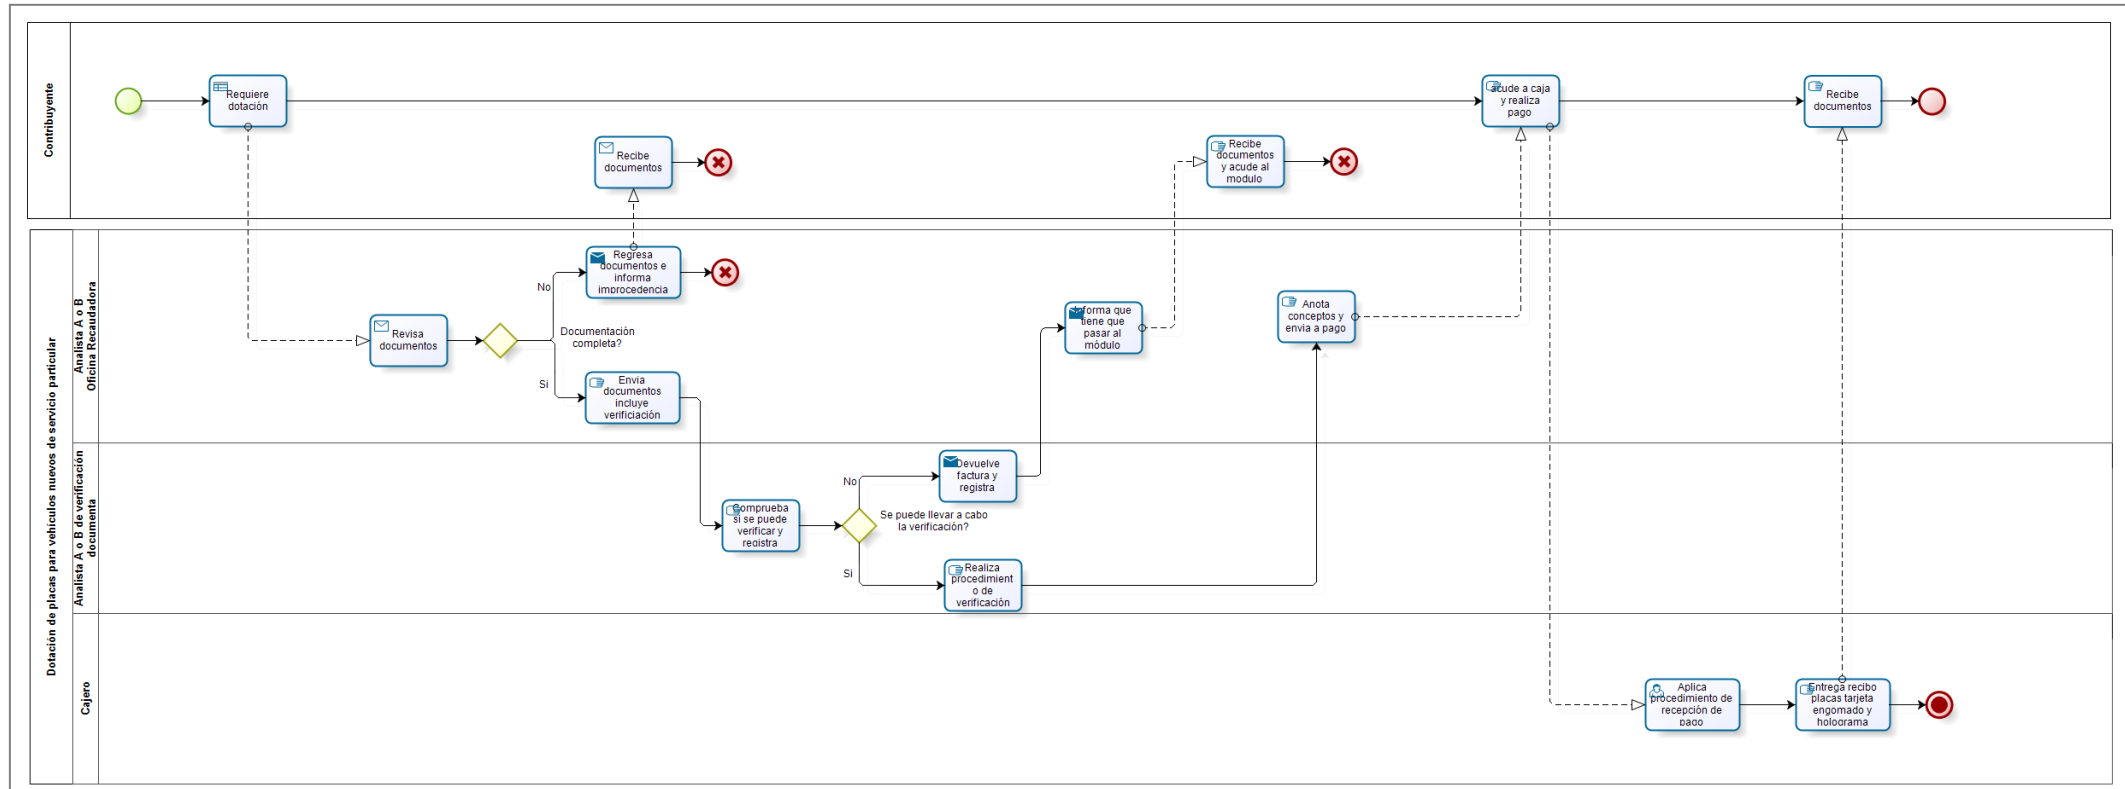 Contribuyente
Requiere
dotación
Recibe
documentos
Recibe
documentos
y acude al
modulo
acude a caja
y realiza
pago
Recibe
documentos
Dotación de placas para vehículos nuevos de servicio particular
Analista A o B
Oficina Recaudadora
Revisa
documentos
No
Si
Documentación
completa?
Regresa
documentos e
informa
improcedencia
Envia
documentos
incluye
verificiación
Informa que
tiene que
pasar al
módulo
Anota
conceptos y
envia a pago
Analista A o B de verificación
documenta
Comprueba
si se puede
verificar y
registra
No
Si
Se puede llevar a cabo
la verificación?
Devuelve
factura y
registra
Realiza
procedimient
o de
verificación
Cajero
Aplica
procedimiento de
recepción de
pago
Entrega recibo
placas tarjeta
engomado y
holograma